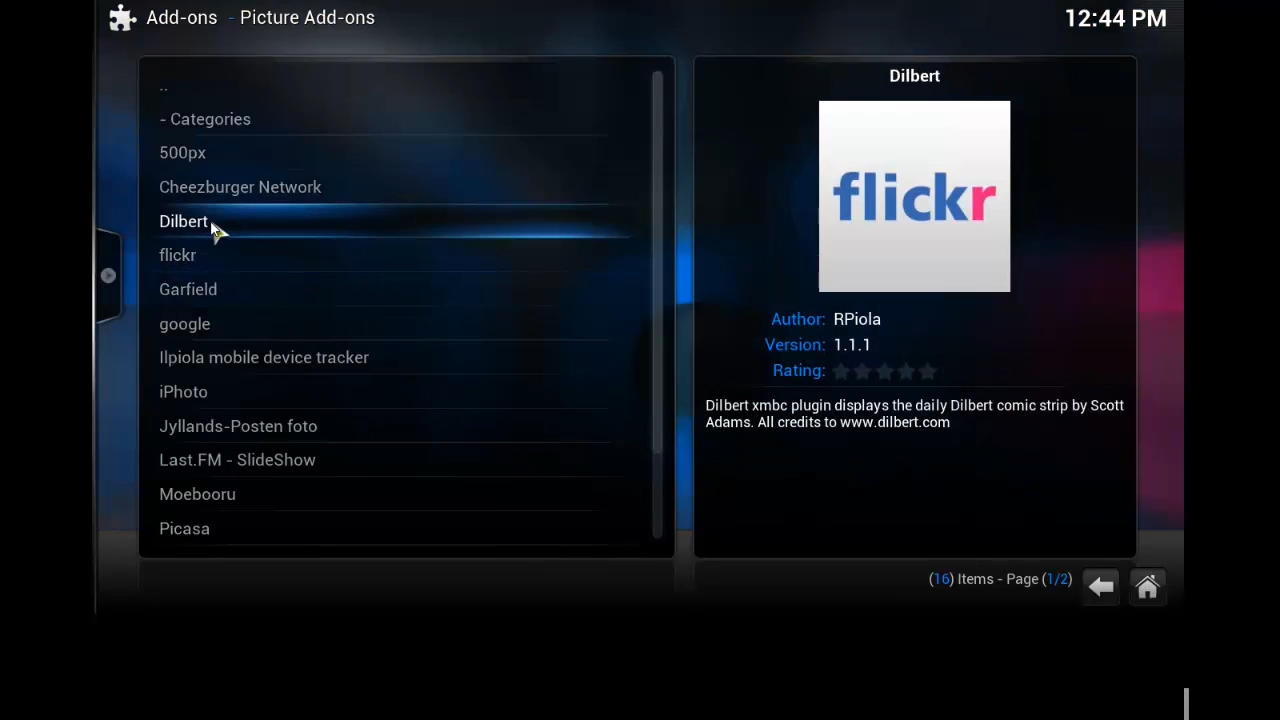 Add-ons - Picture Add-ons
12:44 PM
..
- Categories
500px
Cheezburger Network
Dilbert
flickr
Garfield
google
Ilpiola mobile device tracker
iPhoto
Jyllands-Posten foto
Last.FM - SlideShow
Moebooru
Picasa
Dilbert
flickr
Author: RPiola
Version: 1.1.1
Rating:
Dilbert xmbc plugin displays the daily Dilbert comic strip by Scott
Adams. All credits to www.dilbert.com
(16) Items - Page (1/2)